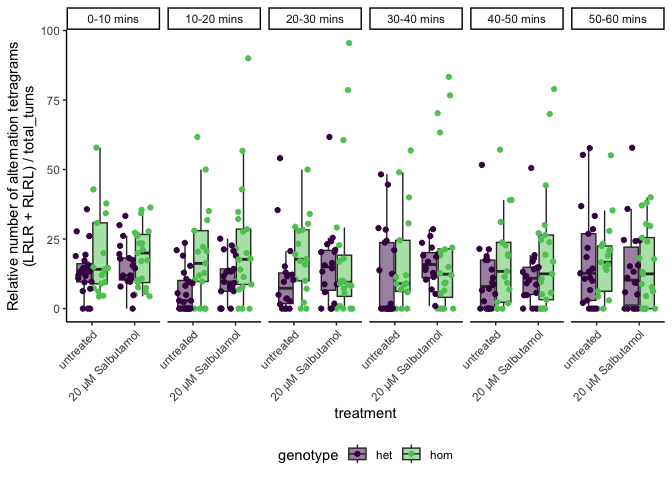 0-10 mins 10-20 mins 20-30 mins 30-40 mins 40-50 mins 50-60 mins
Relative number of alternation tetragrams
(LRLR + RLRL) / total_turns
100
75
50
25
0
untreated 20 µM Salbutamol untreated 20 µM Salbutamol untreated 20 µM Salbutamol untreated 20 µM Salbutamol untreated 20 µM Salbutamol untreated 20 µM Salbutamol
treatment
genotype het hom